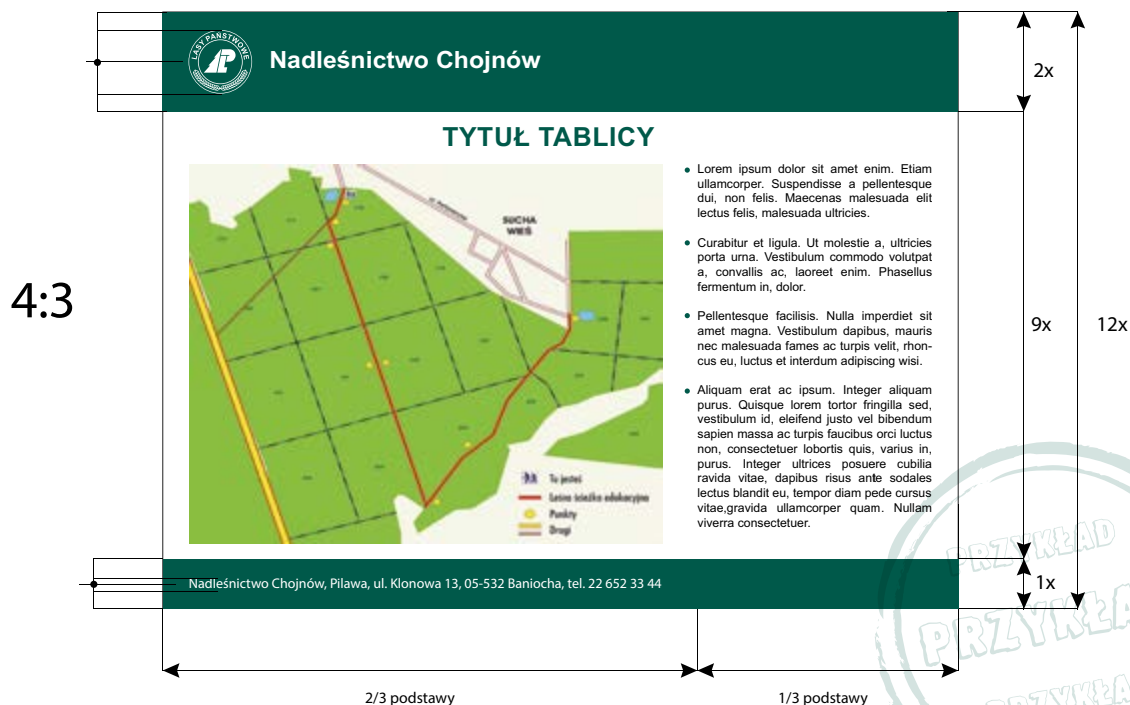 LASY PAŃSTWOWE
Nadleśnictwo Chojnów
2x
TYTUŁ TABLICY
ul. 
SUCHA
WIEŚ
Lorem ipsum dolor sit amet enim. Etiam
ullamcorper. Suspendisse a pellentesque
dui, non felis. Maecenas malesuada elit
lectus felis, malesuada ultricies.
Curabitur et ligula. Ut molestie a, ultricies
porta urna. Vestibulum commodo volutpat
a, convallis ac, laoreet enim. Phasellus
fermentum in, dolor.
4:3
Pellentesque facilisis. Nulla imperdiet sit
amet magna. Vestibulum dapibus, mauris
nec malesuada fames ac turpis velit, rhon-
cus eu, luctus et interdum adipiscing wisi.
9x
12x
Aliquam erat ac ipsum. Integer aliquam
purus. Quisque lorem tortor fringilla sed,
vestibulum id, eleifend justo vel bibendum
sapien massa ac turpis faucibus orci luctus
non, consectetuer lobortis quis, varius in,
purus. Integer ultrices posuere cubilia
ravida vitae, dapibus risus ante sodales
lectus blandit eu, tempor diam pede cursus
vitae,gravida ullamcorper quam. Nullam
viverra consectetuer.
Tu jesteś
Leśna ścieżka edukacyjna
Punkty
Drogi
Nadleśnictwo Chojnów, Pilawa, ul. Klonowa 13, 05-532 Baniocha, tel. 22 652 33 44
1x
PRZYKŁAD
PRZYKŁA
PRZYKŁA
2/3 podstawy
1/3 podstawy